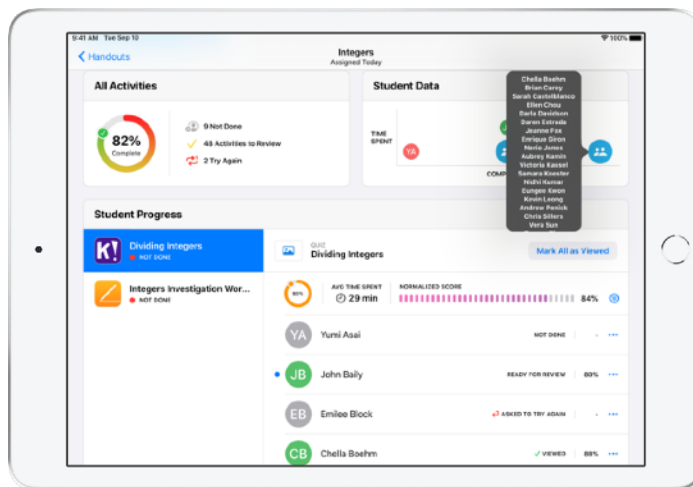 9:41 AM Tue Sep 10
100%
Handouts
Integers
Assigned Today
All Activities
82%
Complete
9 Not Done
48 Activities to Review
2 Try Again
Student Data
TIME
SPENT
YA
COMP
Chella Boehm
Brian Carey
Sarah Castelblanco
Ellen Chou
Darla Davidson
Daren Estrada
Jeanne Fox
Enrique Giron
Neria Jones
Aubrey Kamin
Victoria Kassel
Samara Koester
Nidhi Kumar
Eungee Kwon
Kevin Leong
Andrew Penick
Chris Sillers
Vera Sun
Student Progress
K!
Dividing Integers
NOT DONE
Integers Investigation Wor...
NOT DONE
QUIZ
Dividing Integers
Mark All as Viewed
AVG TIME SPENT
29 min
NORMALIZED SCORE
84%
YA
Yumi Asai
NOT DONE
-
JB
John Baily
READY FOR REVIEW
80%
EB
Emilee Block
ASKED TO TRY AGAIN
-
CB
Chella Boehm
VIEWED
88%